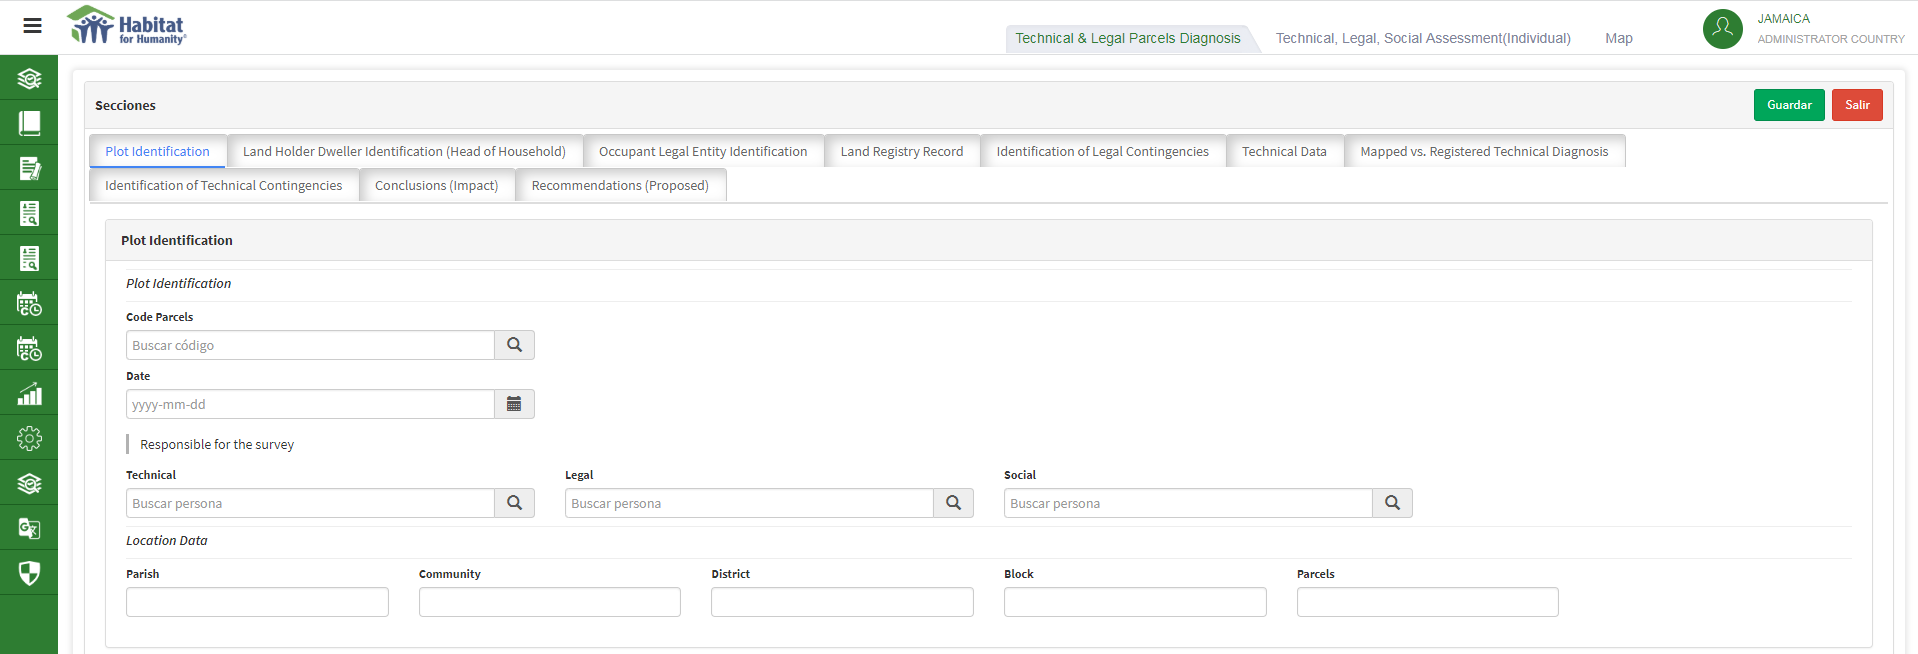 Habitat
for Humanity®
Technical & Legal Parcels Diagnosis
Technical, Legal, Social Assessment(Individual)
Map
JAMAICA
ADMINISTRATOR COUNTRY
Secciones
Guardar
Salir
Plot Identification
Land Holder Dweller Identification (Head of Household)
Occupant Legal Entity Identification
Land Registry Record
Identification of Legal Contingencies
Technical Data
Mapped vs. Registered Technical Diagnosis
Identification of Technical Contingencies
Conclusions (Impact)
Recommendations (Proposed)
Plot Identification
Plot Identification
Code Parcels
Buscar código
Date
yyyy-mm-dd
Responsible for the survey
Technical
Legal
Social
Buscar persona
Buscar persona
Buscar persona
Location Data
Parish
Community
District
Block
Parcels